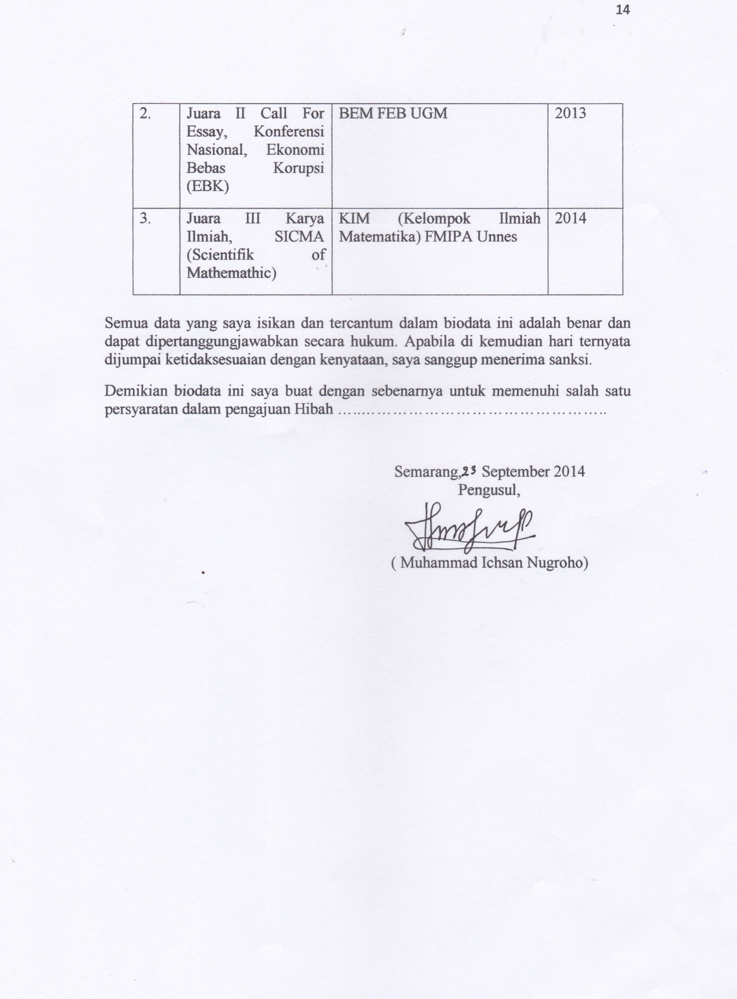 14
2. Juara II Call For BEM FEB UGM 2013
Essay, Konferensi
Nasional, Ekonomi
Bebas Korupsi
(EBK)
3. Juara III Karya KIM (Kelompok Ilmiah 2014
Ilmiah, SICMA Matematika) FMIPA Unnes
(Scientifik of
Mathemathic)
Semua data yang saya isikan dan tercantum dalam biodata ini adalah benar dan
dapat dipertanggungjawabkan secara hukum. Apabila di kemudian hari ternyata
dijumpai ketidaksesuaian dengan kenyataan, saya sanggup menerima sanksi.
Demikian biodata ini saya buat dengan sebenarnya untuk memenuhi salah satu
persyaratan dalam pengajuan Hibah ……………………………………………..
Semarang,23 September 2014
Pengusul,
( Muhammad Ichsan Nugroho)